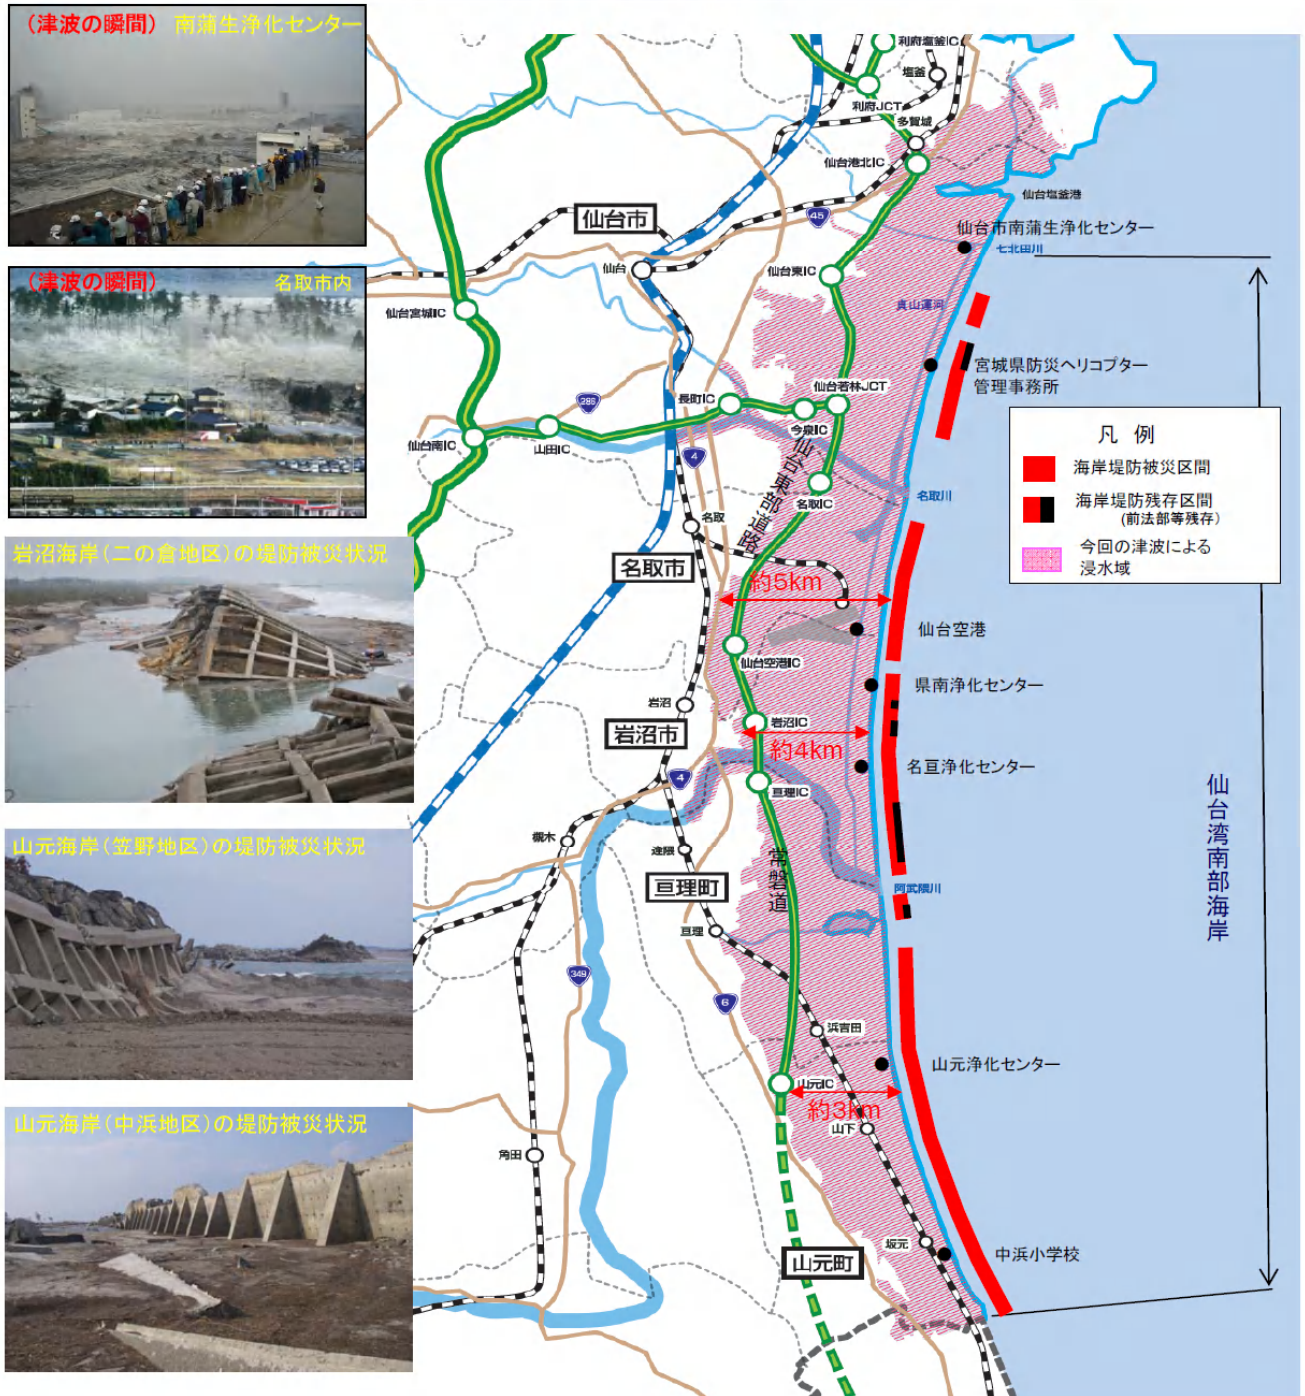 (津波の瞬間) 南蒲生浄化センター
(津波の瞬間) 名取市内
岩沼海岸(二の倉地区)の堤防被災状況
山元海岸(笠野地区)の堤防被災状況
山元海岸(中浜地区)の堤防被災状況
利府塩釜IC
塩釜
利府JCT
多賀城
仙台港北IC
仙台塩釜港
仙台市
45
仙台市南蒲生浄化センター
七北田川
仙台
仙台東IC
仙台宮城IC
貞山運河
宮城県防災ヘリコプター
管理事務所
仙台若林JCT
286
長町IC
今泉IC
仙台南IC
山田IC
4
仙台東部道路
名取IC
名取川
凡 例
海岸堤防被災区間
海岸堤防残存区間
(前法部等残存)
今回の津波による
浸水域
名取
名取市
約5km
仙台空港
仙台空港IC
県南浄化センター
岩沼
岩沼市
岩沼IC
約4km
名亘浄化センター
4
亘理IC
仙台湾南部海岸
槻木
逢隈
常磐道
亘理町
阿武隈川
亘理
349
6
浜吉田
山元浄化センター
山元IC
約3km
山下
角田
坂元
中浜小学校
山元町